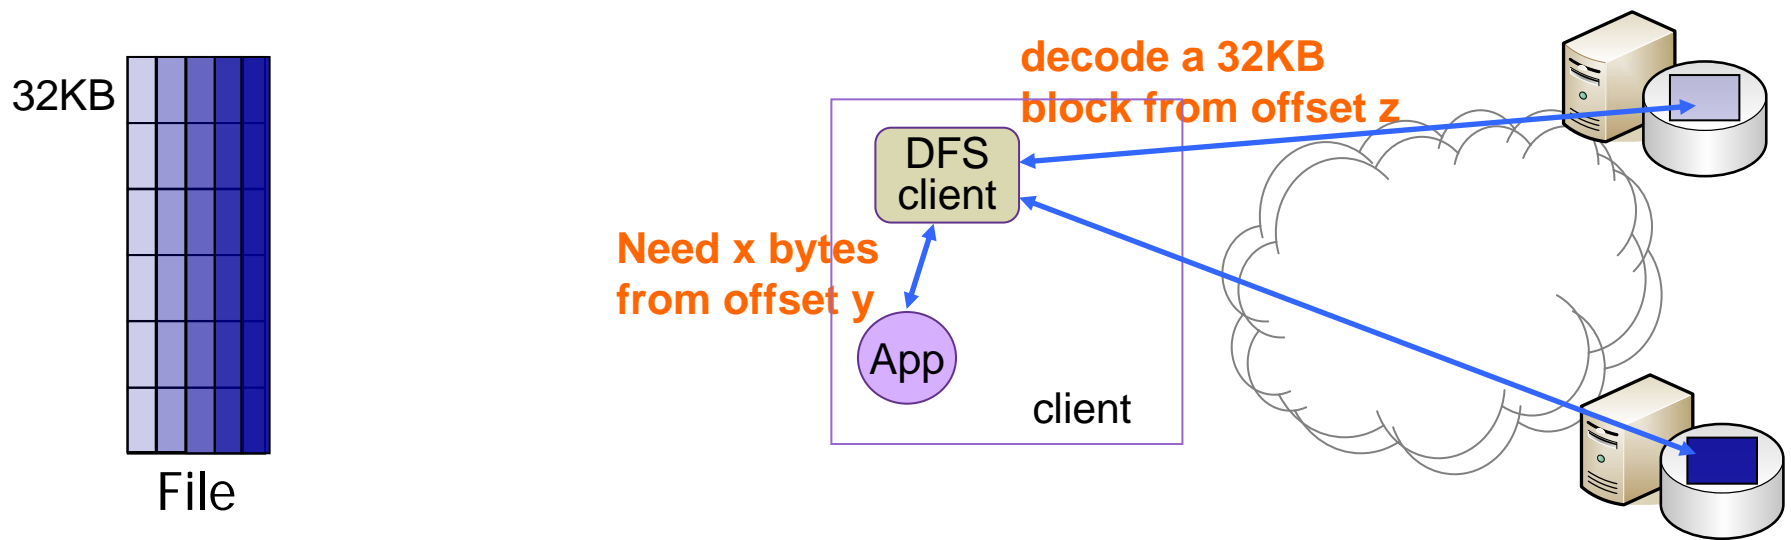 32KB
File
decode a 32KB
block from offset z
DFS
client
Need x bytes
from offset y
App
client